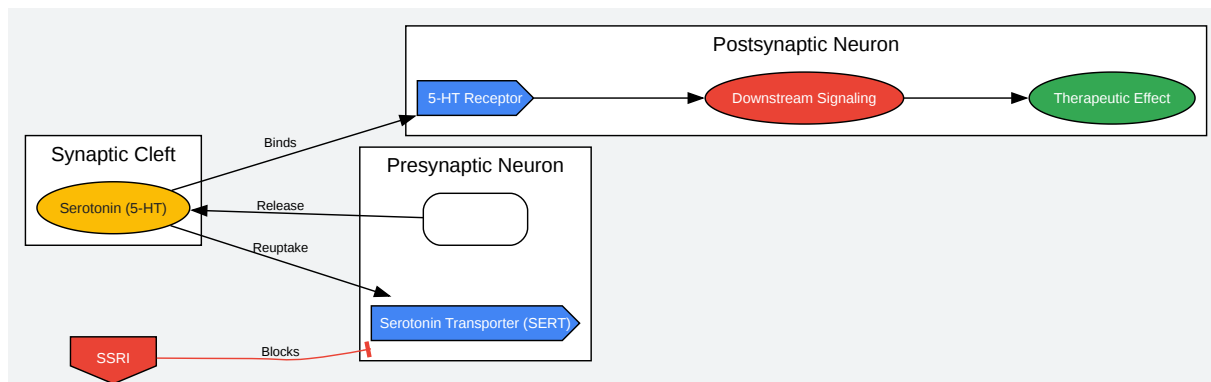 Postsynaptic Neuron
5-HT Receptor
Downstream Signaling
Therapeutic Effect
Binds
Synaptic Cleft
Serotonin (5-HT)
Presynaptic Neuron
Release
Reuptake
Serotonin Transporter (SERT)
SSRI
Blocks